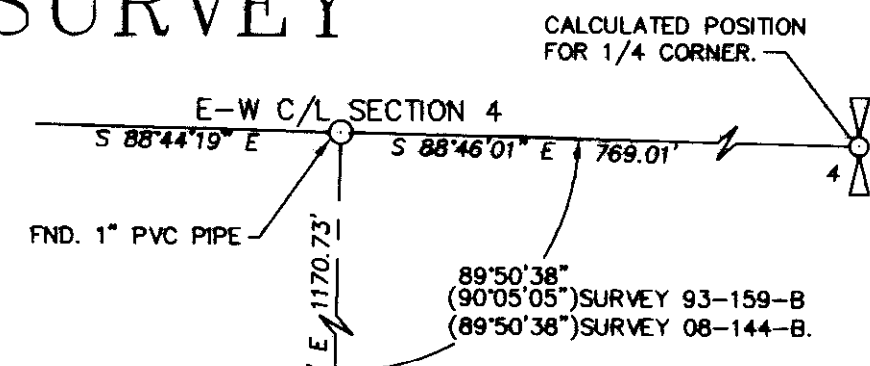 SURVEY
CALCULATED POSITION
FOR 1/4 CORNER.
E-W C/L SECTION 4
S 88°44'19" E
S 88°46'01" E 769.01'
4
FND. 1" PVC PIPE
E 1170.73'
89°50'38"
(90°05'05")SURVEY 93-159-B
(89°50'38")SURVEY 08-144-B.